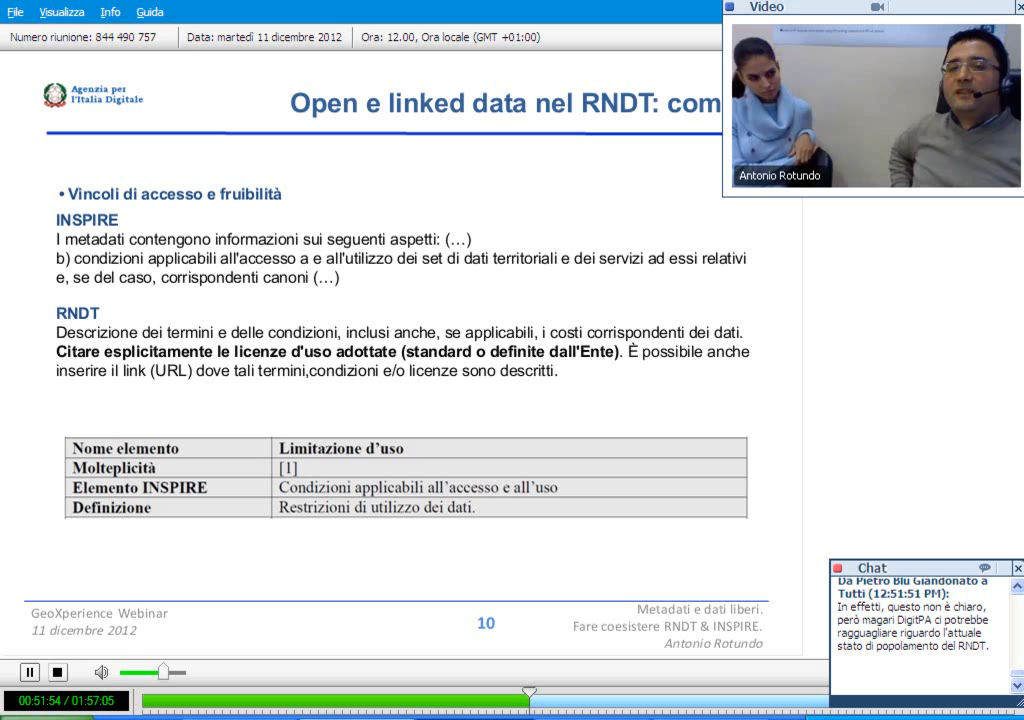 File Visualizza Info Guida
Numero riunione: 844 490 757 Data: martedì 11 dicembre 2012 Ora: 12.00, Ora locale (GMT +01:00)
Video
Antonio Rotundo
Agenzia per
l'Italia Digitale
Open e linked data nel RNDT: com
• Vincoli di accesso e fruibilità
INSPIRE
I metadati contengono informazioni sui seguenti aspetti: (…)
b) condizioni applicabili all'accesso a e all'utilizzo dei set di dati territoriali e dei servizi ad essi relativi
e, se del caso, corrispondenti canoni (…)
RNDT
Descrizione dei termini e delle condizioni, inclusi anche, se applicabili, i costi corrispondenti dei dati.
Citare esplicitamente le licenze d'uso adottate (standard o definite dall'Ente). È possibile anche
inserire il link (URL) dove tali termini,condizioni e/o licenze sono descritti.
Nome elemento Limitazione d'uso
Molteplicità [1]
Elemento INSPIRE Condizioni applicabili all'accesso e all'uso
Definizione Restrizioni di utilizzo dei dati.
GeoXperience Webinar
11 dicembre 2012
10
Metadati e dati liberi.
Fare coesistere RNDT & INSPIRE.
Antonio Rotundo
Chat
Da Pietro Blu Giandonato a
Tutti (12:51:51 PM):
In effetti, questo non è chiaro,
però magari DigitPA ci potrebbe
ragguagliare riguardo l'attuale
stato di popolamento del RNDT.
00:51:54 / 01:57:05